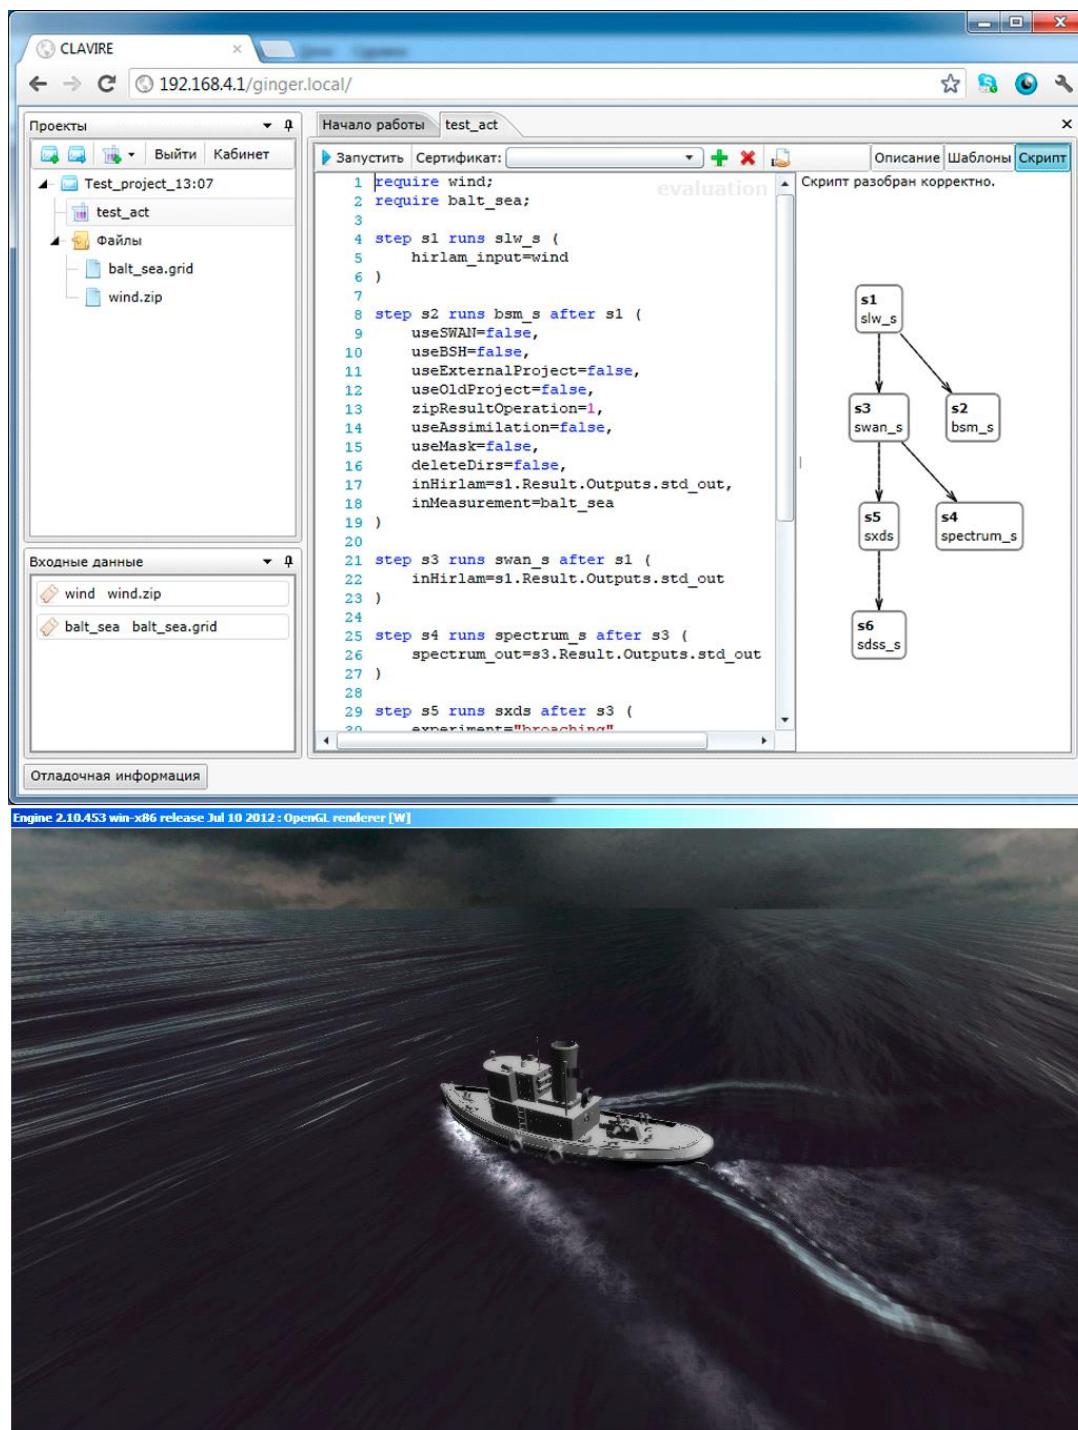 CLAVIRE
192.168.4.1/ginger.local/
Проекты
Выйти Кабинет
Test_project_13:07
test_act
Файлы
balt_sea.grid
wind.zip
Входные данные
wind wind.zip
balt_sea balt_sea.grid
Отладочная информация
Начало работы test_act
Запустить Сертификат:
Описание Шаблоны Скрипт
evaluation
1 require wind;
2 require balt_sea;
3
4 step s1 runs slw_s (
5 hirlam_input=wind
6 )
7
8 step s2 runs bsm_s after s1 (
9 useSWAN=false,
10 useBSH=false,
11 useExternalProject=false,
12 useOldProject=false,
13 zipResultOperation=1,
14 useAssimilation=false,
15 useMask=false,
16 deleteDirs=false,
17 inHirlam=s1.Result.Outputs.std_out,
18 inMeasurement=balt_sea
19 )
20
21 step s3 runs swan_s after s1 (
22 inHirlam=s1.Result.Outputs.std_out
23 )
24
25 step s4 runs spectrum_s after s3 (
26 spectrum_out=s3.Result.Outputs.std_out
27 )
28
29 step s5 runs sxds after s3 (
30 experiment="broaching"
Скрипт разобран корректно.
s1
slw_s
s3
swan_s
s2
bsm_s
s5
sxds
s4
spectrum_s
s6
sdss_s
Engine 2.10.453 win-x86 release Jul 10 2012 : OpenGL renderer [W]